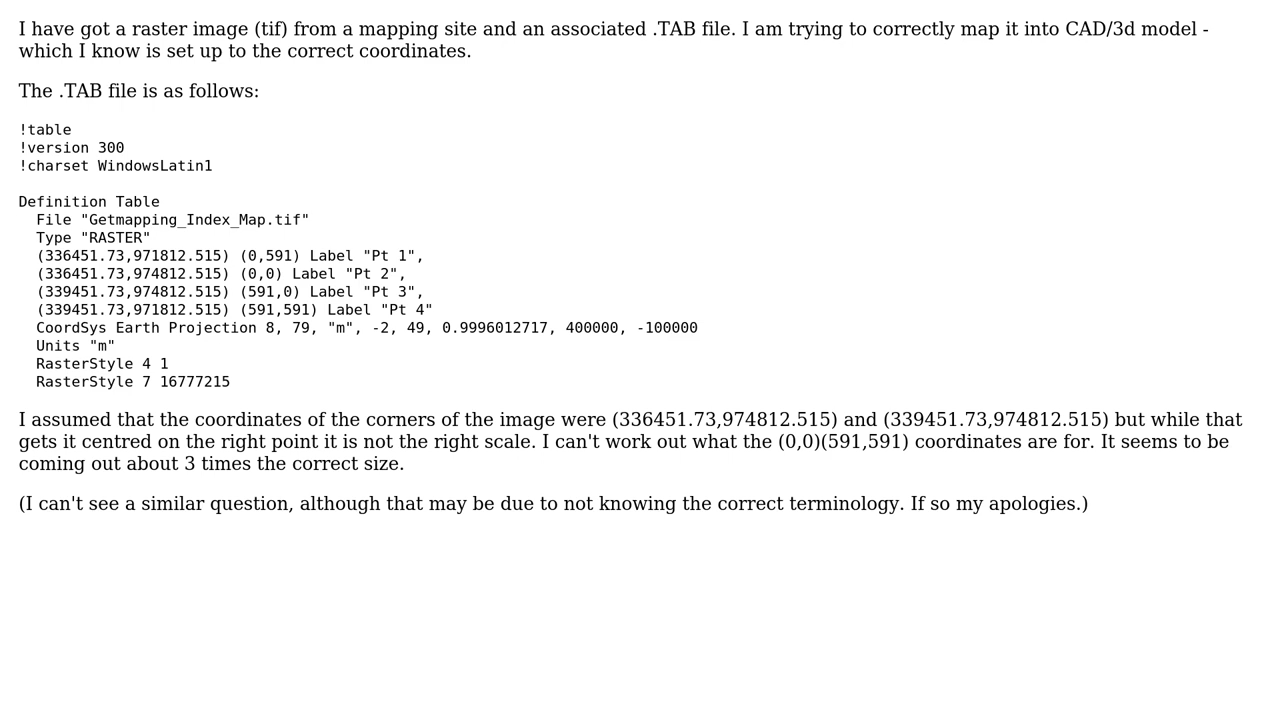 I have got a raster image (tif) from a mapping site and an associated .TAB file. I am trying to correctly map it into CAD/3d model -
which I know is set up to the correct coordinates.
The .TAB file is as follows:
!table
!version 300
!charset WindowsLatin1
Definition Table
File "Getmapping_Index_Map.tif"
Type "RASTER"
(336451.73,971812.515) (0,591) Label "Pt 1",
(336451.73,974812.515) (0,0) Label "Pt 2",
(339451.73,974812.515) (591,0) Label "Pt 3",
(339451.73,971812.515) (591,591) Label "Pt 4"
CoordSys Earth Projection 8, 79, "m", -2, 49, 0.9996012717, 400000, -100000
Units "m"
RasterStyle 4 1
RasterStyle 7 16777215
I assumed that the coordinates of the corners of the image were (336451.73,974812.515) and (339451.73,974812.515) but while that
gets it centred on the right point it is not the right scale. I can't work out what the (0,0)(591,591) coordinates are for. It seems to be
coming out about 3 times the correct size.
(I can't see a similar question, although that may be due to not knowing the correct terminology. If so my apologies.)